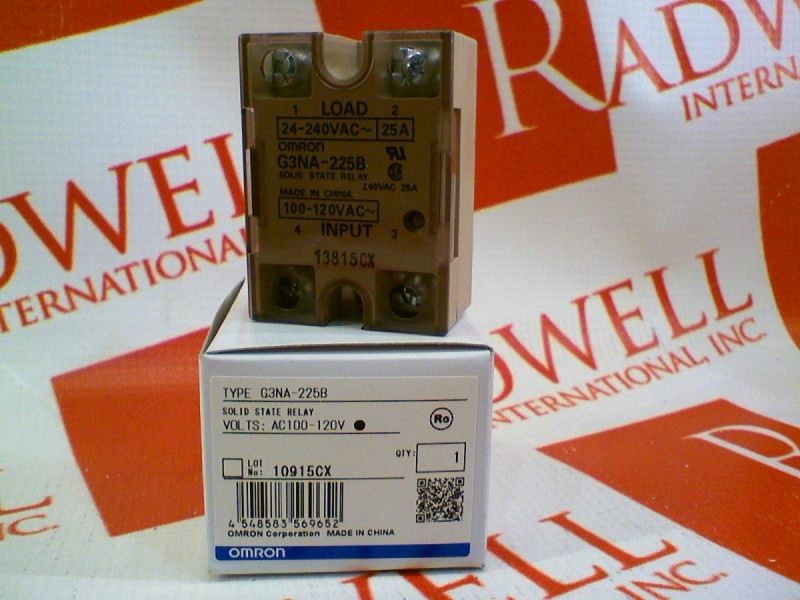 RADWELL
INTERNATIONAL
RADWELL
INTERNATIONAL, INC.
1 LOAD 2
24-240VAC~ 25A
OMRON
G3NA-225B
SOLID STATE RELAY
240VAC 25A
MADE IN CHINA
100-120VAC~
4 INPUT 3
13815CX
TYPE G3NA-225B
SOLID STATE RELAY
VOLTS: AC100-120V ●
Ro
QTY: 1
LOT
No: 10915CX
4 548583 569652
OMRON Corporation MADE IN CHINA
OMRON
INC.